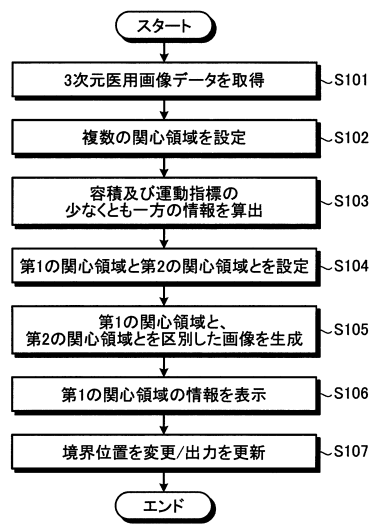 スタート
3次元医用画像データを取得
S101
複数の関心領域を設定
S102
容積及び運動指標の
少なくとも一方の情報を算出
S103
第1の関心領域と第2の関心領域とを設定
S104
第1の関心領域と、
第2の関心領域とを区別した画像を生成
S105
第1の関心領域の情報を表示
S106
境界位置を変更/出力を更新
S107
エンド